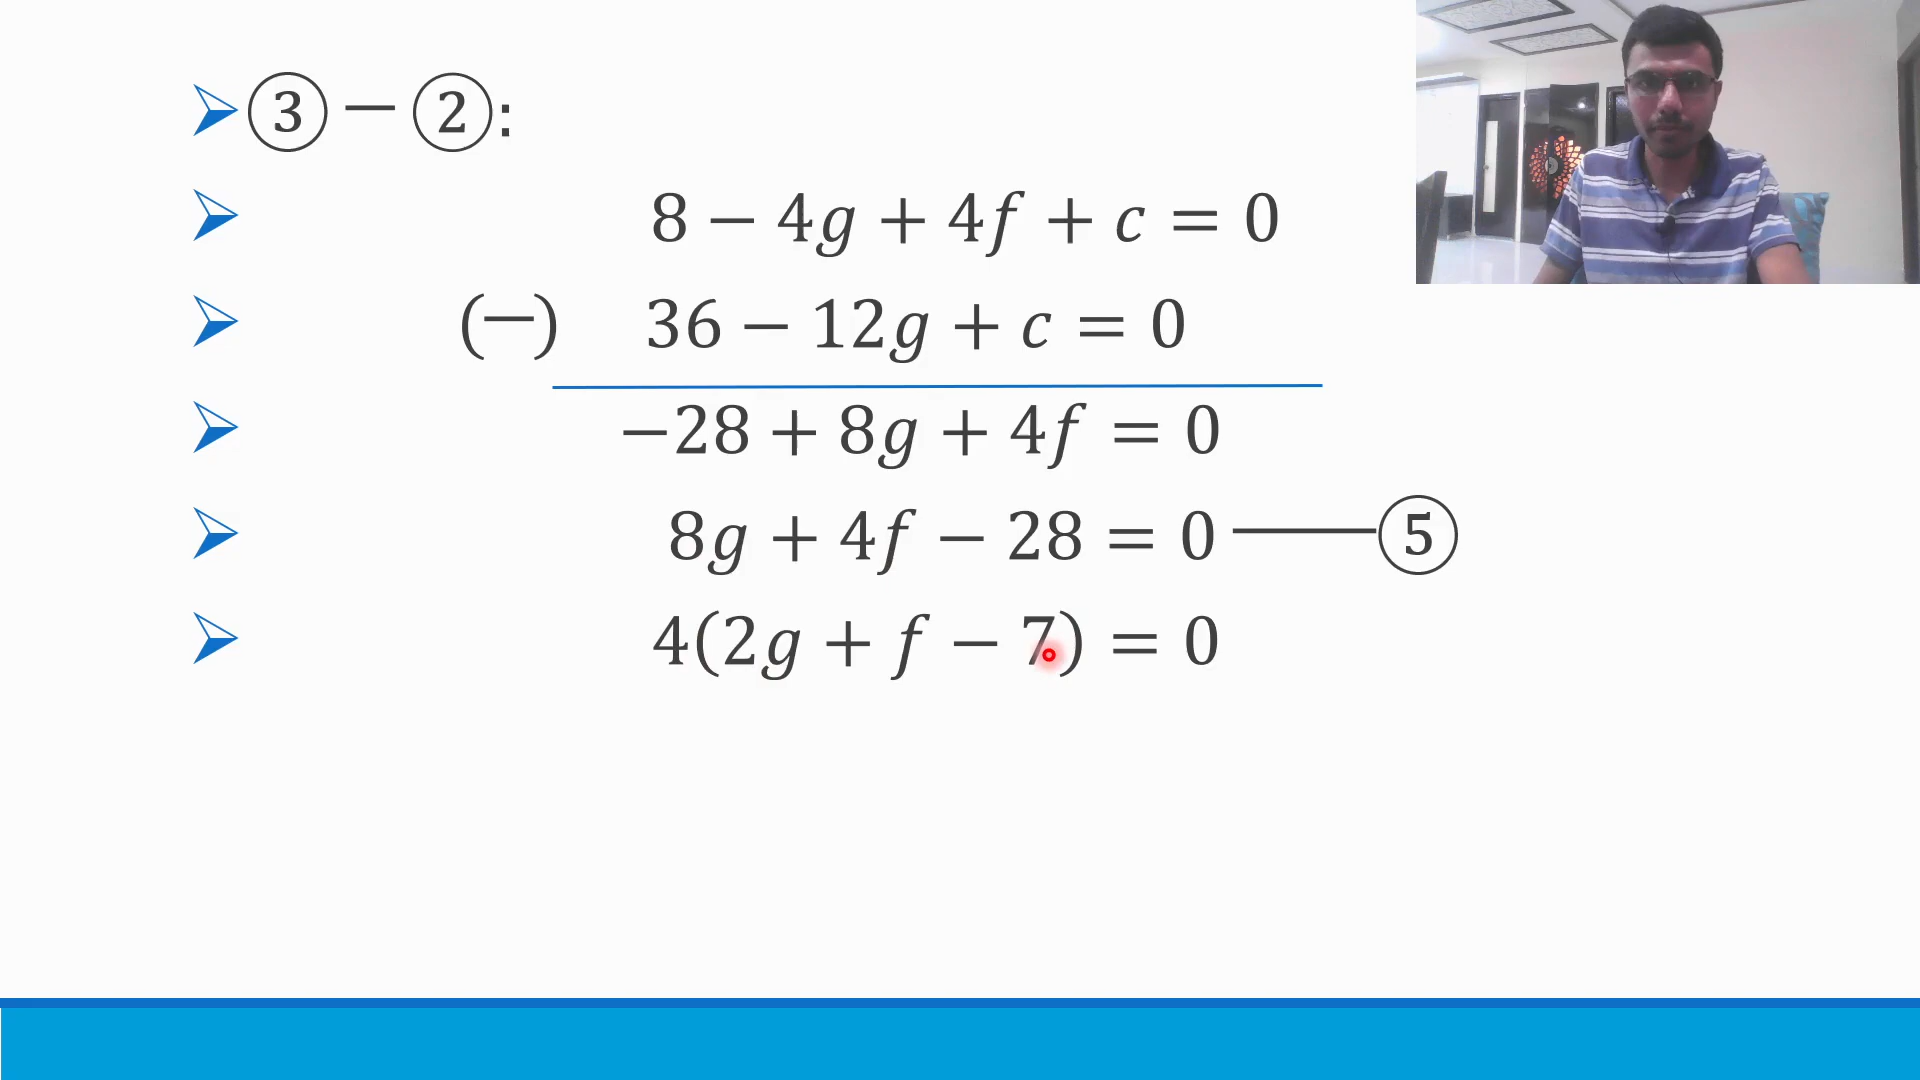 ③ − ②:
8 − 4g + 4f + c = 0
(−) 36 − 12g + c = 0
−28 + 8g + 4f = 0
8g + 4f − 28 = 0 —— ⑤
4(2g + f − 7) = 0